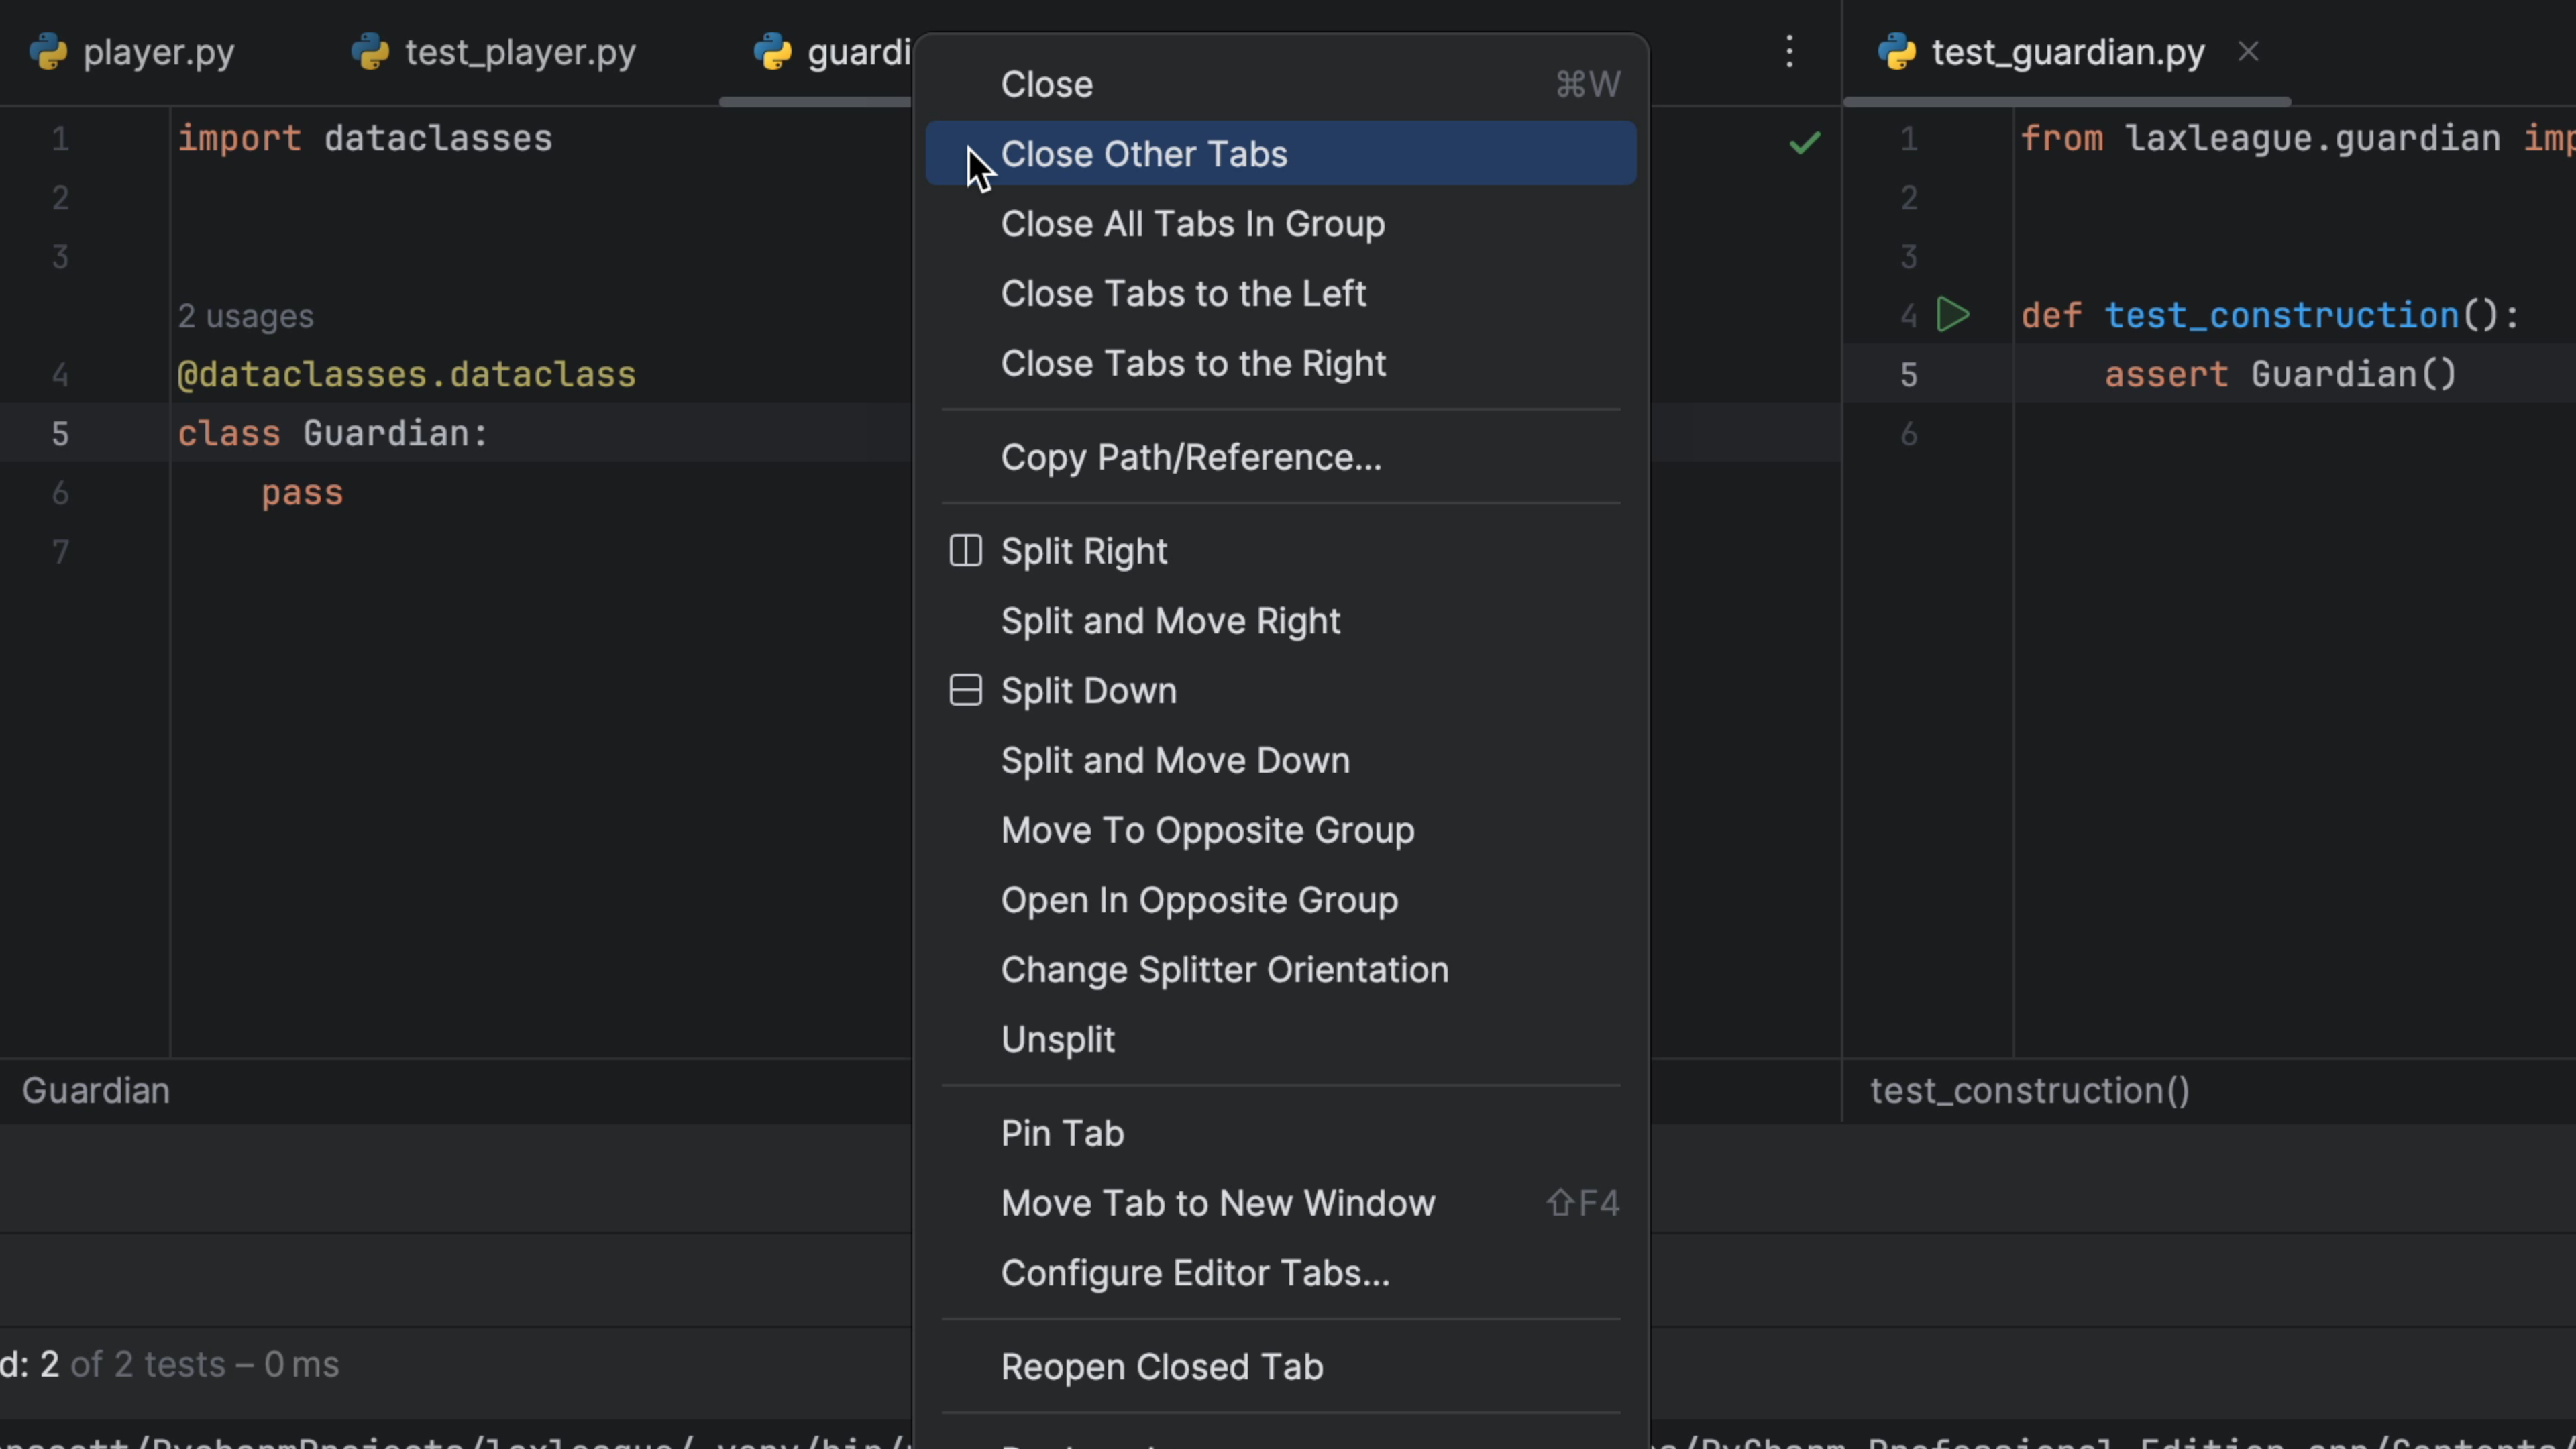 player.py
test_player.py
guardi
test_guardian.py
1 import dataclasses
2
3
2 usages
4 @dataclasses.dataclass
5 class Guardian:
6 pass
7
Guardian
d: 2 of 2 tests – 0 ms
Close ⌘W
Close Other Tabs
Close All Tabs In Group
Close Tabs to the Left
Close Tabs to the Right
Copy Path/Reference...
Split Right
Split and Move Right
Split Down
Split and Move Down
Move To Opposite Group
Open In Opposite Group
Change Splitter Orientation
Unsplit
Pin Tab
Move Tab to New Window ⇧F4
Configure Editor Tabs...
Reopen Closed Tab
1 from laxleague.guardian imp
2
3
4 def test_construction():
5 assert Guardian()
6
test_construction()